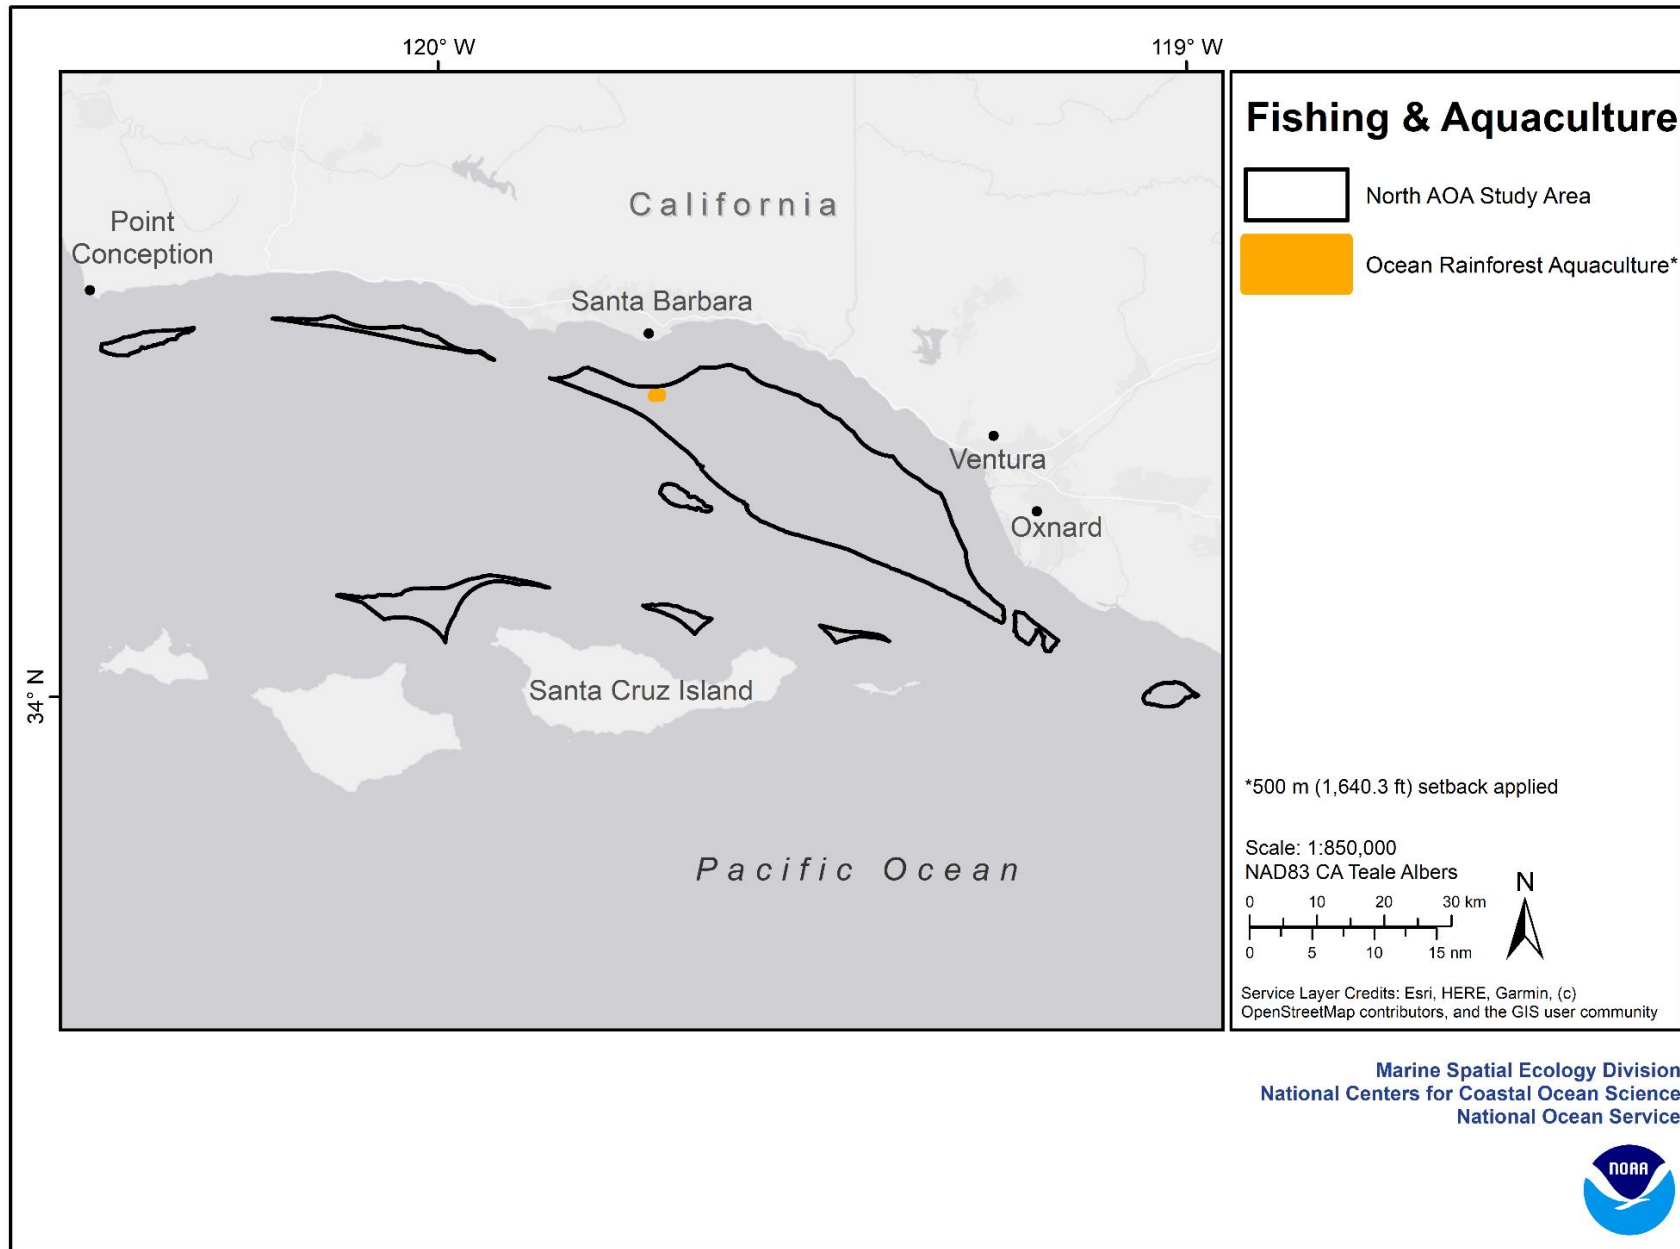 120° W
119° W
Point
Conception
California
Santa Barbara
Ventura
Oxnard
34° N
Santa Cruz Island
Pacific Ocean
Fishing & Aquaculture
North AOA Study Area
Ocean Rainforest Aquaculture*
*500 m (1,640.3 ft) setback applied
Scale: 1:850,000
NAD83 CA Teale Albers
N
0 10 20 30 km
0 5 10 15 nm
Service Layer Credits: Esri, HERE, Garmin, (c)
OpenStreetMap contributors, and the GIS user community
Marine Spatial Ecology Division
National Centers for Coastal Ocean Science
National Ocean Service
NOAA